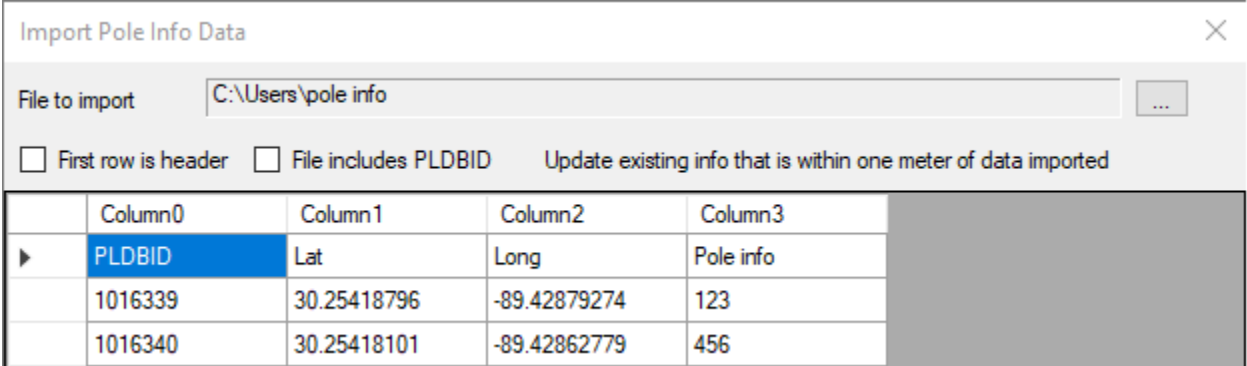 Import Pole Info Data
File to import C:\Users\pole info ...
First row is header File includes PLDBID Update existing info that is within one meter of data imported
Column0 Column1 Column2 Column3
PLDBID Lat Long Pole info
1016339 30.25418796 -89.42879274 123
1016340 30.25418101 -89.42862779 456